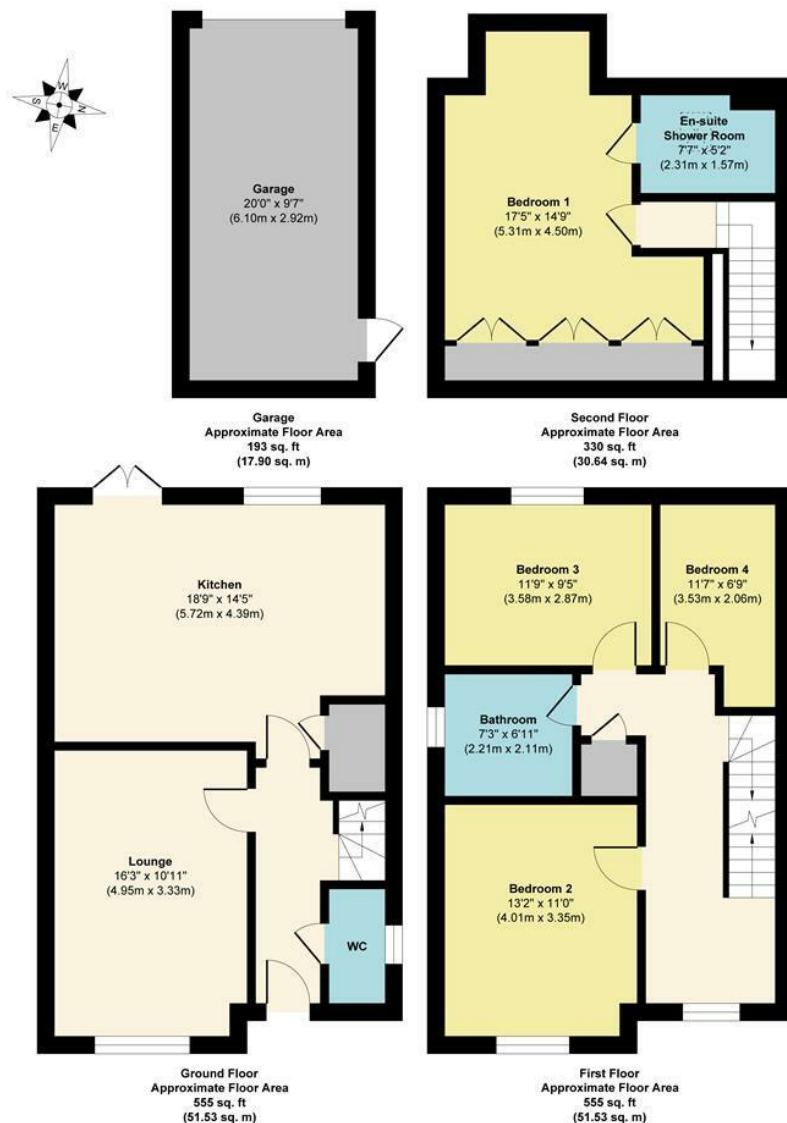 W
S
N
E
Garage
20'0" x 9'7"
(6.10m x 2.92m)
Garage
Approximate Floor Area
193 sq. ft
(17.90 sq. m)
En-suite
Shower Room
7'7" x 5'2"
(2.31m x 1.57m)
Bedroom 1
17'5" x 14'9"
(5.31m x 4.50m)
Second Floor
Approximate Floor Area
330 sq. ft
(30.64 sq. m)
Kitchen
18'9" x 14'5"
(5.72m x 4.39m)
Lounge
16'3" x 10'11"
(4.95m x 3.33m)
WC
Ground Floor
Approximate Floor Area
555 sq. ft
(51.53 sq. m)
Bedroom 3
11'9" x 9'5"
(3.58m x 2.87m)
Bedroom 4
11'7" x 6'9"
(3.53m x 2.06m)
Bathroom
7'3" x 6'11"
(2.21m x 2.11m)
Bedroom 2
13'2" x 11'0"
(4.01m x 3.35m)
First Floor
Approximate Floor Area
555 sq. ft
(51.53 sq. m)